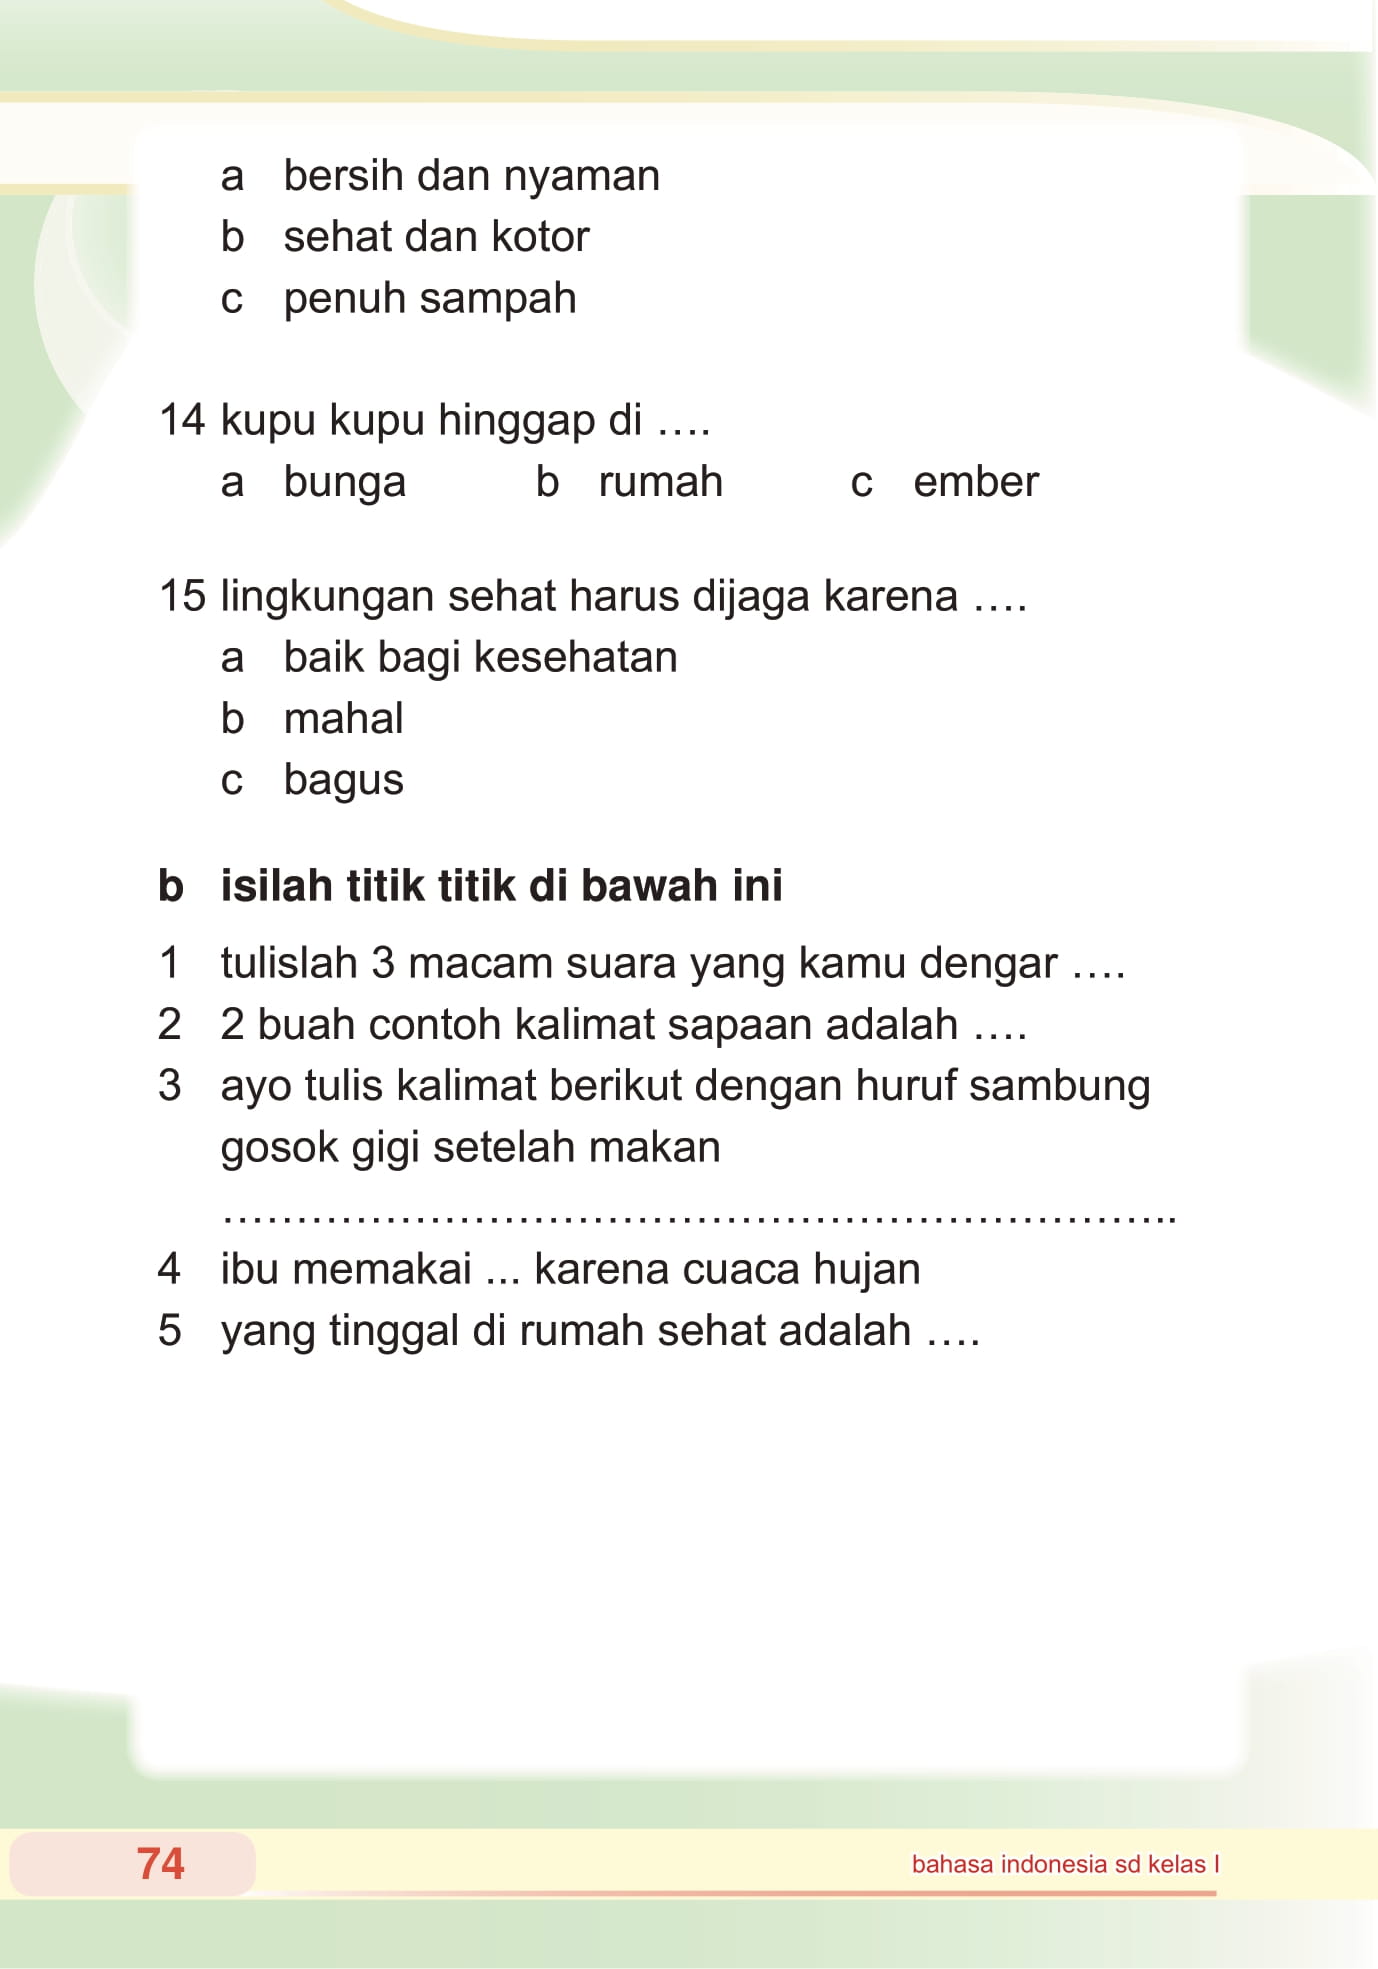 a bersih dan nyaman
b sehat dan kotor
c penuh sampah
14 kupu kupu hinggap di ....
a bunga b rumah c ember
15 lingkungan sehat harus dijaga karena ....
a baik bagi kesehatan
b mahal
c bagus
b isilah titik titik di bawah ini
1 tulislah 3 macam suara yang kamu dengar ....
2 2 buah contoh kalimat sapaan adalah ....
3 ayo tulis kalimat berikut dengan huruf sambung
gosok gigi setelah makan
.................................................................
4 ibu memakai ... karena cuaca hujan
5 yang tinggal di rumah sehat adalah ....
74 bahasa indonesia sd kelas I